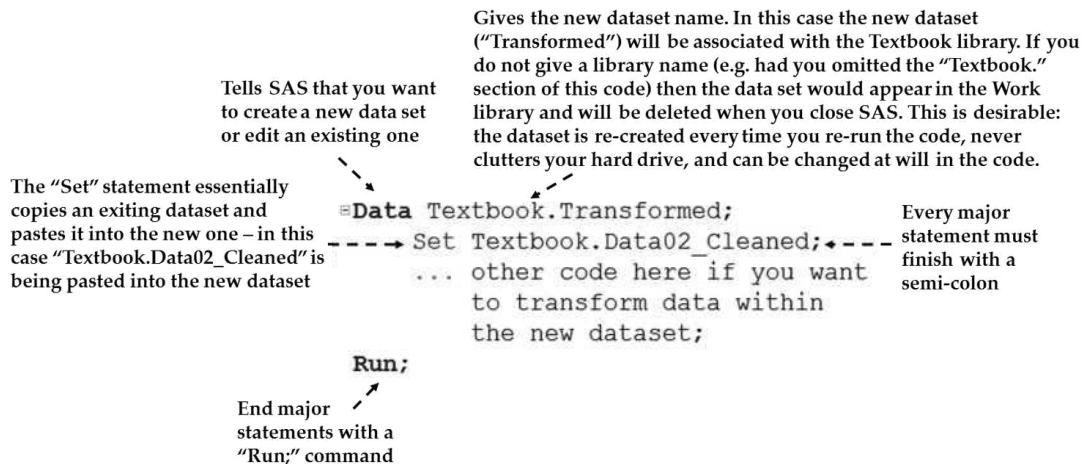 Gives the new dataset name. In this case the new dataset
("Transformed") will be associated with the Textbook library. If you
do not give a library name (e.g. had you omitted the "Textbook."
section of this code) then the data set would appear in the Work
library and will be deleted when you close SAS. This is desirable:
the dataset is re-created every time you re-run the code, never
clutters your hard drive, and can be changed at will in the code.
Tells SAS that you want
to create a new data set
or edit an existing one
The "Set" statement essentially
copies an exiting dataset and
pastes it into the new one – in this
case "Textbook.Data02_Cleaned" is
being pasted into the new dataset
Data Textbook.Transformed;
Set Textbook.Data02_Cleaned;
... other code here if you want
to transform data within
the new dataset;
Run;
Every major
statement must
finish with a
semi-colon
End major
statements with a
"Run;" command